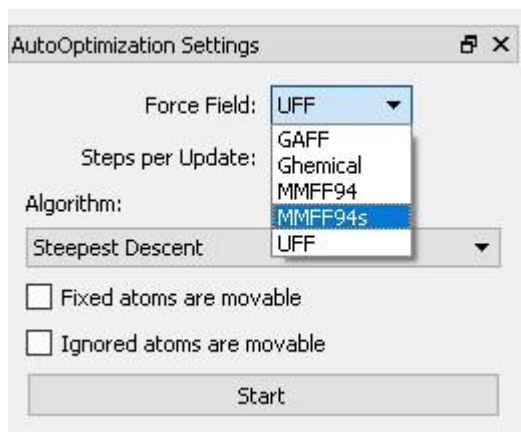 AutoOptimization Settings
Force Field: UFF
GAFF
Steps per Update: Ghemical
MMFF94
Algorithm:
MMFF94s
Steepest Descent UFF
Fixed atoms are movable
Ignored atoms are movable
Start